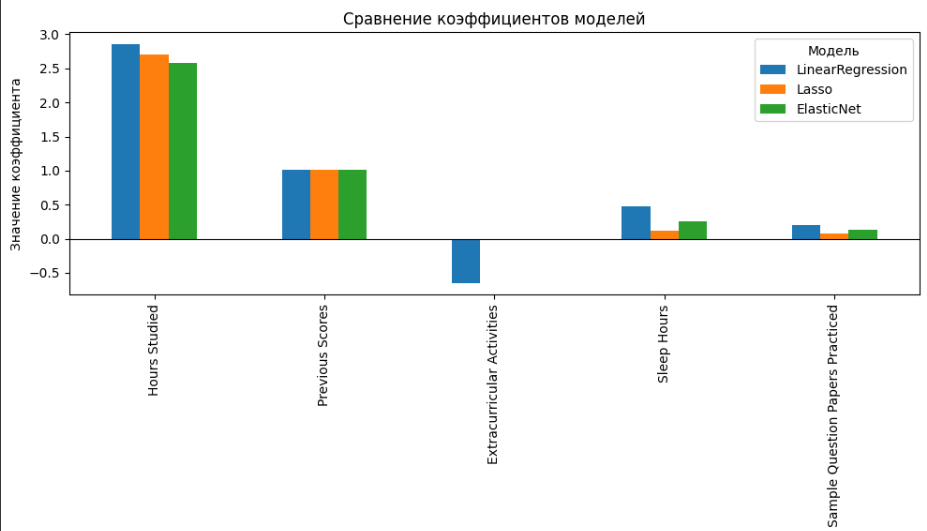 Сравнение коэффициентов моделей
Значение коэффициента
3.0
2.5
2.0
1.5
1.0
0.5
0.0
−0.5
Модель
LinearRegression
Lasso
ElasticNet
Hours Studied
Previous Scores
Extracurricular Activities
Sleep Hours
Sample Question Papers Practiced